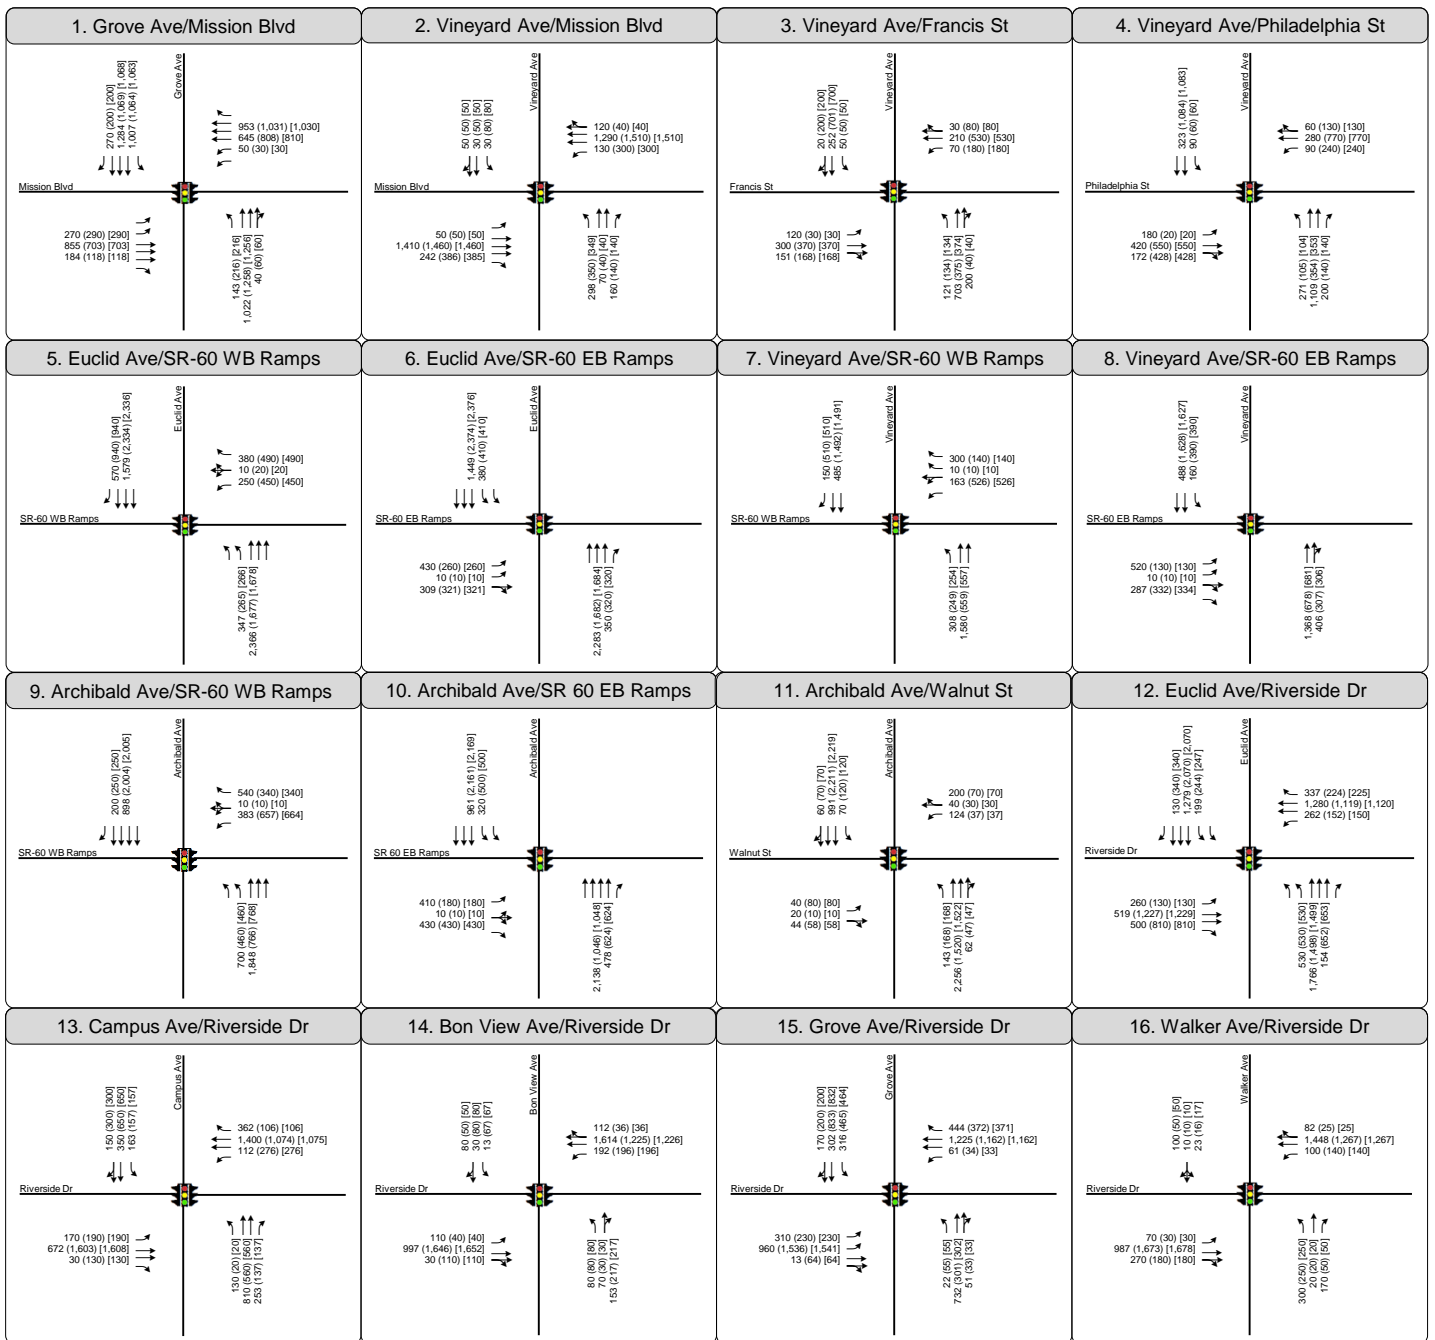 1. Grove Ave/Mission Blvd
270 (200) [200]
1,284 (1,069) [1,068]
1,007 (1,064) [1,063]
Grove Ave
953 (1,031) [1,030]
645 (808) [810]
50 (30) [30]
Mission Blvd
270 (290) [290]
855 (703) [703]
184 (118) [118]
143 (216) [216]
1,022 (1,258) [1,256]
40 (60) [60]
2. Vineyard Ave/Mission Blvd
50 (50) [50]
30 (50) [50]
30 (80) [80]
Vineyard Ave
120 (40) [40]
1,290 (1,510) [1,510]
130 (300) [300]
Mission Blvd
50 (50) [50]
1,410 (1,460) [1,460]
242 (386) [385]
298 (350) [349]
70 (40) [40]
160 (140) [140]
3. Vineyard Ave/Francis St
20 (200) [200]
252 (701) [700]
50 (50) [50]
Vineyard Ave
30 (80) [80]
210 (530) [530]
70 (180) [180]
Francis St
120 (30) [30]
300 (370) [370]
151 (168) [168]
121 (134) [134]
703 (375) [374]
200 (40) [40]
4. Vineyard Ave/Philadelphia St
323 (1,084) [1,083]
90 (60) [60]
Vineyard Ave
60 (130) [130]
280 (770) [770]
90 (240) [240]
Philadelphia St
180 (20) [20]
420 (550) [550]
172 (428) [428]
271 (105) [104]
1,109 (354) [353]
200 (140) [140]
5. Euclid Ave/SR-60 WB Ramps
570 (940) [940]
1,579 (2,334) [2,336]
Euclid Ave
380 (490) [490]
10 (20) [20]
250 (450) [450]
SR-60 WB Ramps
347 (265) [266]
2,366 (1,677) [1,678]
6. Euclid Ave/SR-60 EB Ramps
1,449 (2,374) [2,376]
380 (410) [410]
Euclid Ave
SR-60 EB Ramps
430 (260) [260]
10 (10) [10]
309 (321) [321]
2,283 (1,682) [1,684]
350 (320) [320]
7. Vineyard Ave/SR-60 WB Ramps
150 (510) [510]
485 (1,492) [1,491]
Vineyard Ave
300 (140) [140]
10 (10) [10]
163 (526) [526]
SR-60 WB Ramps
308 (249) [254]
1,580 (559) [557]
8. Vineyard Ave/SR-60 EB Ramps
488 (1,628) [1,627]
160 (390) [390]
Vineyard Ave
SR-60 EB Ramps
520 (130) [130]
10 (10) [10]
287 (332) [334]
1,368 (678) [681]
406 (307) [306]
9. Archibald Ave/SR-60 WB Ramps
200 (250) [250]
898 (2,004) [2,005]
Archibald Ave
540 (340) [340]
10 (10) [10]
383 (657) [664]
SR-60 WB Ramps
700 (460) [460]
1,848 (766) [768]
10. Archibald Ave/SR 60 EB Ramps
961 (2,161) [2,169]
320 (500) [500]
Archibald Ave
SR 60 EB Ramps
410 (180) [180]
10 (10) [10]
430 (430) [430]
2,138 (1,046) [1,048]
478 (624) [624]
11. Archibald Ave/Walnut St
60 (70) [70]
991 (2,211) [2,219]
70 (120) [120]
Archibald Ave
200 (70) [70]
40 (30) [30]
124 (37) [37]
Walnut St
40 (80) [80]
20 (10) [10]
44 (58) [58]
143 (168) [168]
2,256 (1,520) [1,522]
62 (47) [47]
12. Euclid Ave/Riverside Dr
130 (340) [340]
1,279 (2,070) [2,070]
199 (244) [247]
Euclid Ave
337 (224) [225]
1,280 (1,119) [1,120]
262 (152) [150]
Riverside Dr
260 (130) [130]
519 (1,227) [1,229]
500 (810) [810]
530 (530) [530]
1,766 (1,498) [1,499]
154 (652) [653]
13. Campus Ave/Riverside Dr
150 (300) [300]
350 (650) [650]
163 (157) [157]
Campus Ave
362 (106) [106]
1,400 (1,074) [1,075]
112 (276) [276]
Riverside Dr
170 (190) [190]
672 (1,603) [1,608]
30 (130) [130]
130 (20) [20]
810 (560) [560]
253 (137) [137]
14. Bon View Ave/Riverside Dr
80 (50) [50]
30 (80) [80]
13 (67) [67]
Bon View Ave
112 (36) [36]
1,614 (1,225) [1,226]
192 (196) [196]
Riverside Dr
110 (40) [40]
997 (1,646) [1,652]
30 (110) [110]
80 (80) [80]
70 (30) [30]
153 (217) [217]
15. Grove Ave/Riverside Dr
170 (200) [200]
302 (833) [832]
316 (465) [464]
Grove Ave
444 (372) [371]
1,225 (1,162) [1,162]
61 (34) [33]
Riverside Dr
310 (230) [230]
960 (1,536) [1,541]
13 (64) [64]
22 (55) [55]
732 (301) [302]
51 (33) [33]
16. Walker Ave/Riverside Dr
100 (50) [50]
10 (10) [10]
23 (16) [17]
Walker Ave
82 (25) [25]
1,448 (1,267) [1,267]
100 (140) [140]
Riverside Dr
70 (30) [30]
987 (1,673) [1,678]
270 (180) [180]
300 (250) [250]
20 (20) [20]
170 (50) [50]